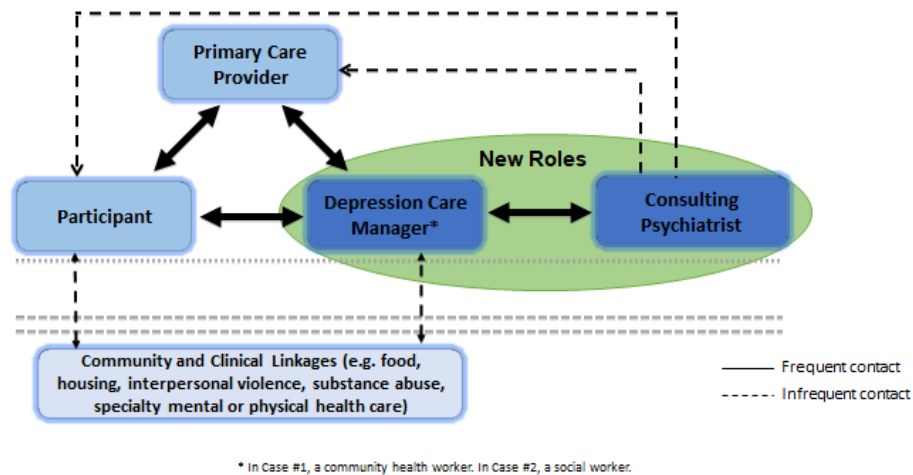 Primary Care
Provider
New Roles
Participant
Depression Care
Manager*
Consulting
Psychiatrist
Community and Clinical Linkages (e.g. food,
housing, interpersonal violence, substance abuse,
specialty mental or physical health care)
Frequent contact
Infrequent contact
* In Case #1, a community health worker. In Case #2, a social worker.